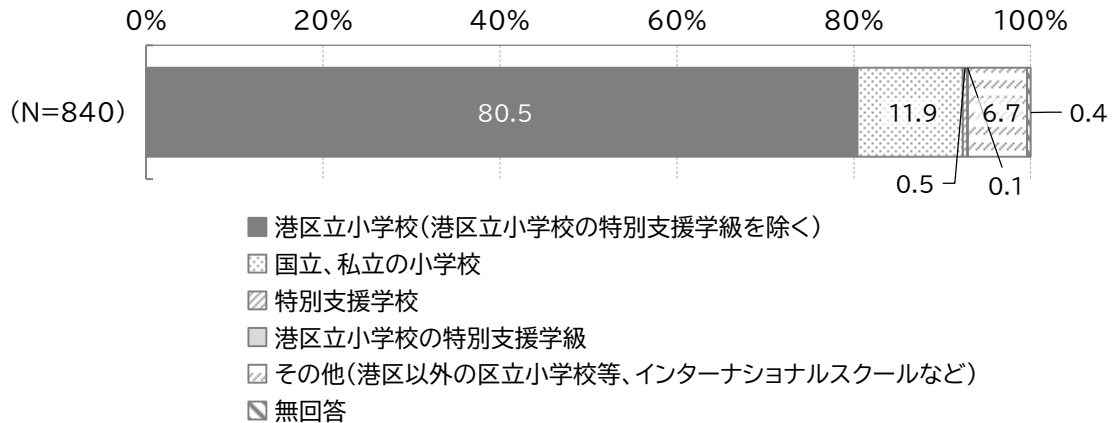 0% 20% 40% 60% 80% 100%
(N=840) 80.5 11.9 6.7 0.4
0.5 0.1
港区立小学校(港区立小学校の特別支援学級を除く)
国立、私立の小学校
特別支援学校
港区立小学校の特別支援学級
その他(港区以外の区立小学校等、インターナショナルスクールなど)
無回答